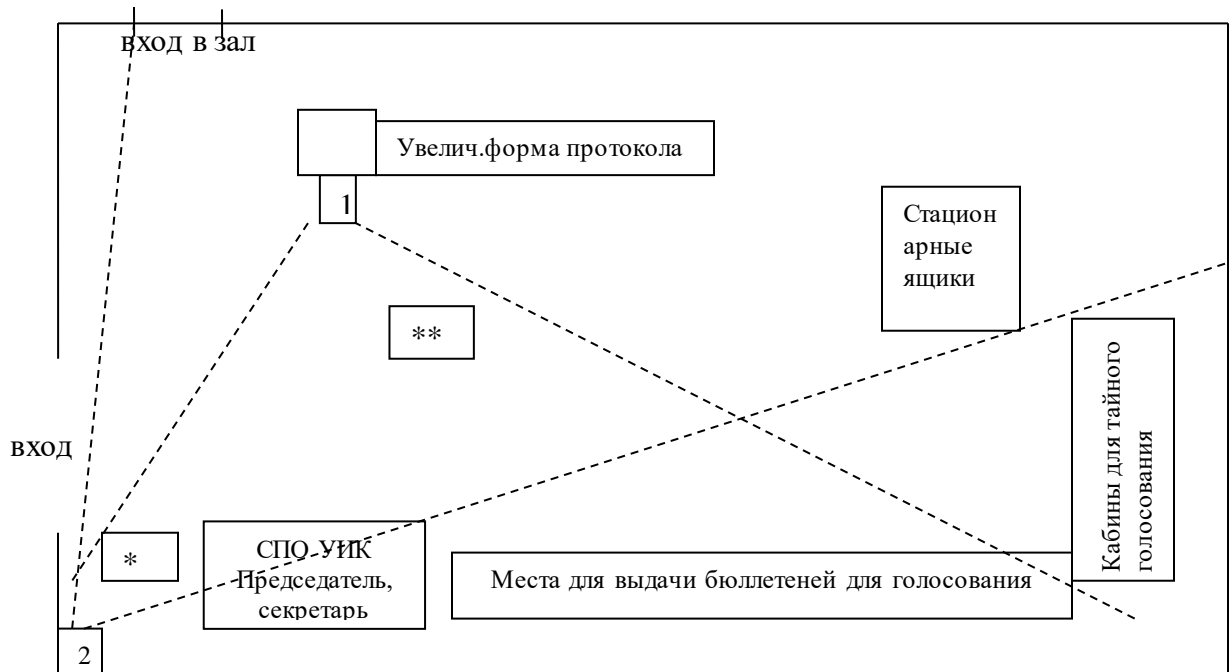 вход в зал
Увелич.форма протокола
1
Стацион
арные
ящики
**
вход
Кабины для тайного
голосования
*
СПО УИК
Председатель,
секретарь
Места для выдачи бюллетеней для голосования
2